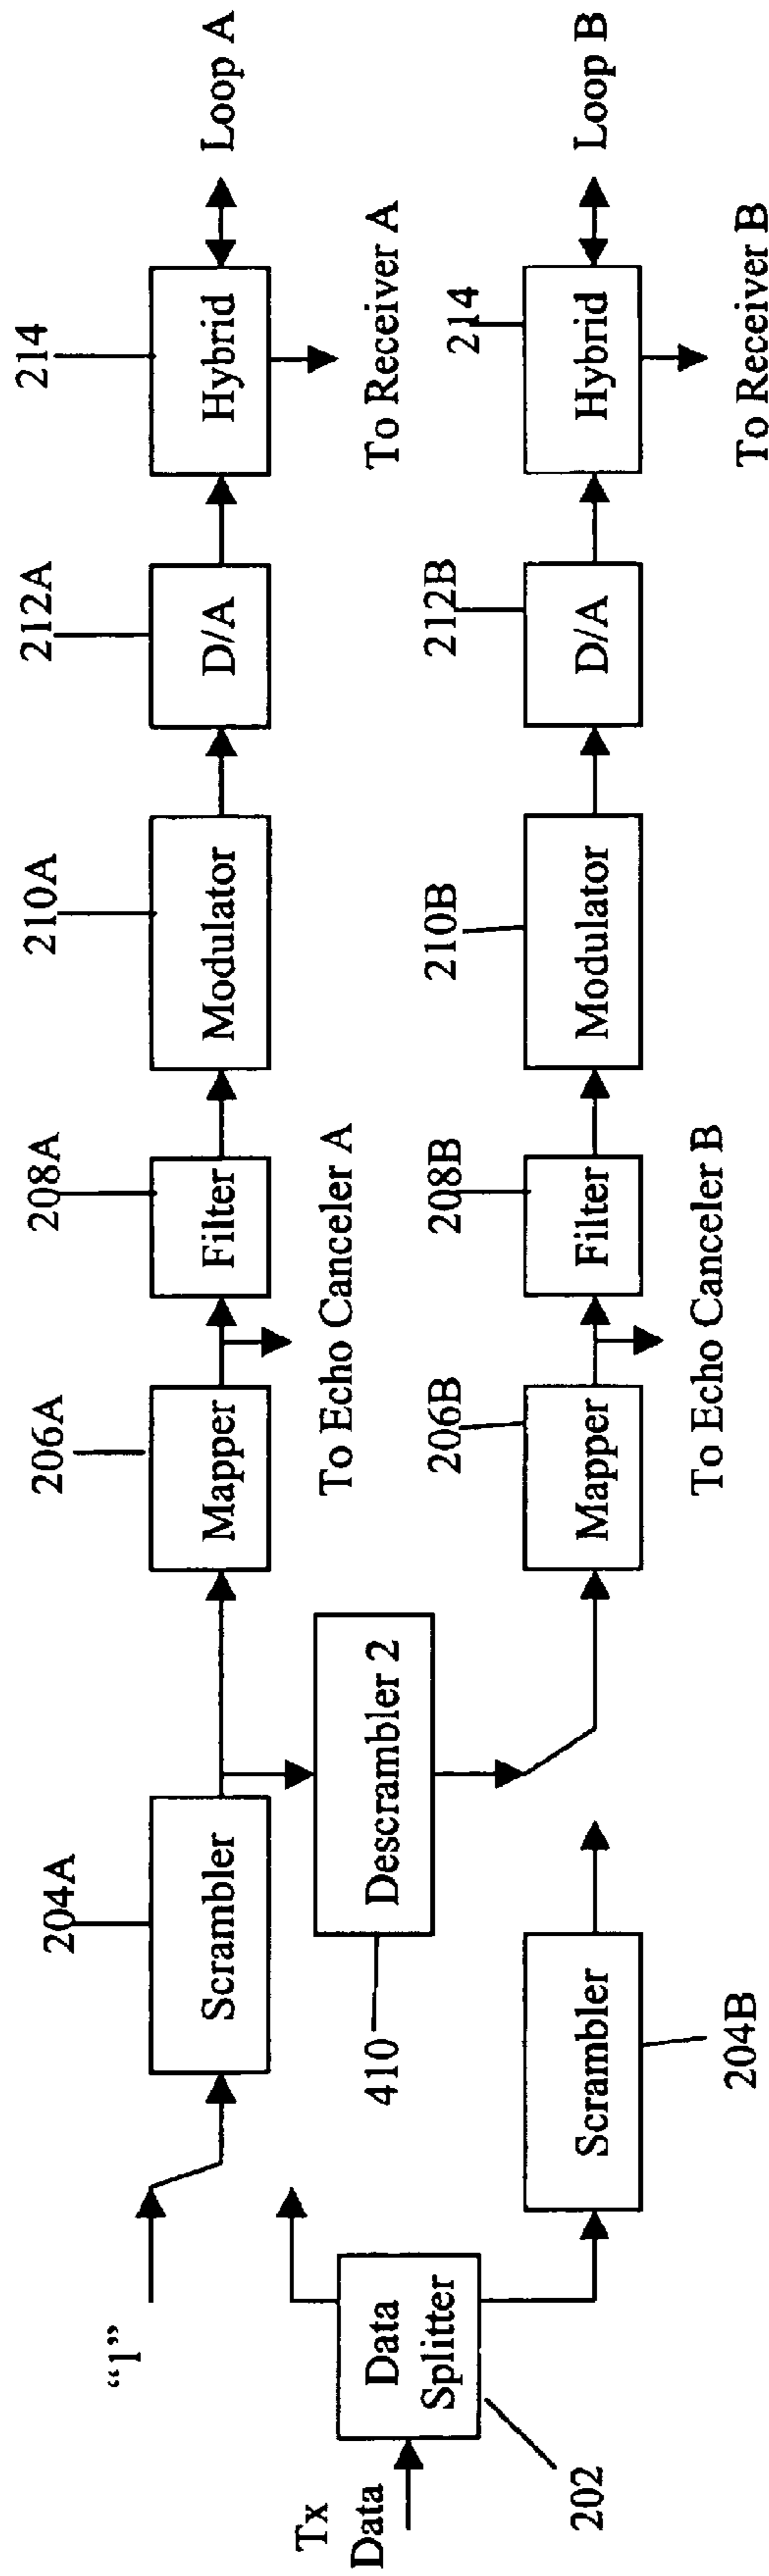 Tx
Data
Data
Splitter
202
“1”
204A
Scrambler
410
Descrambler 2
Scrambler
204B
206A
Mapper
To Echo Canceler A
208A
Filter
210A
Modulator
212A
D/A
214
Hybrid
To Receiver A
Loop A
206B
Mapper
To Echo Canceler B
208B
Filter
210B
Modulator
212B
D/A
214
Hybrid
To Receiver B
Loop B